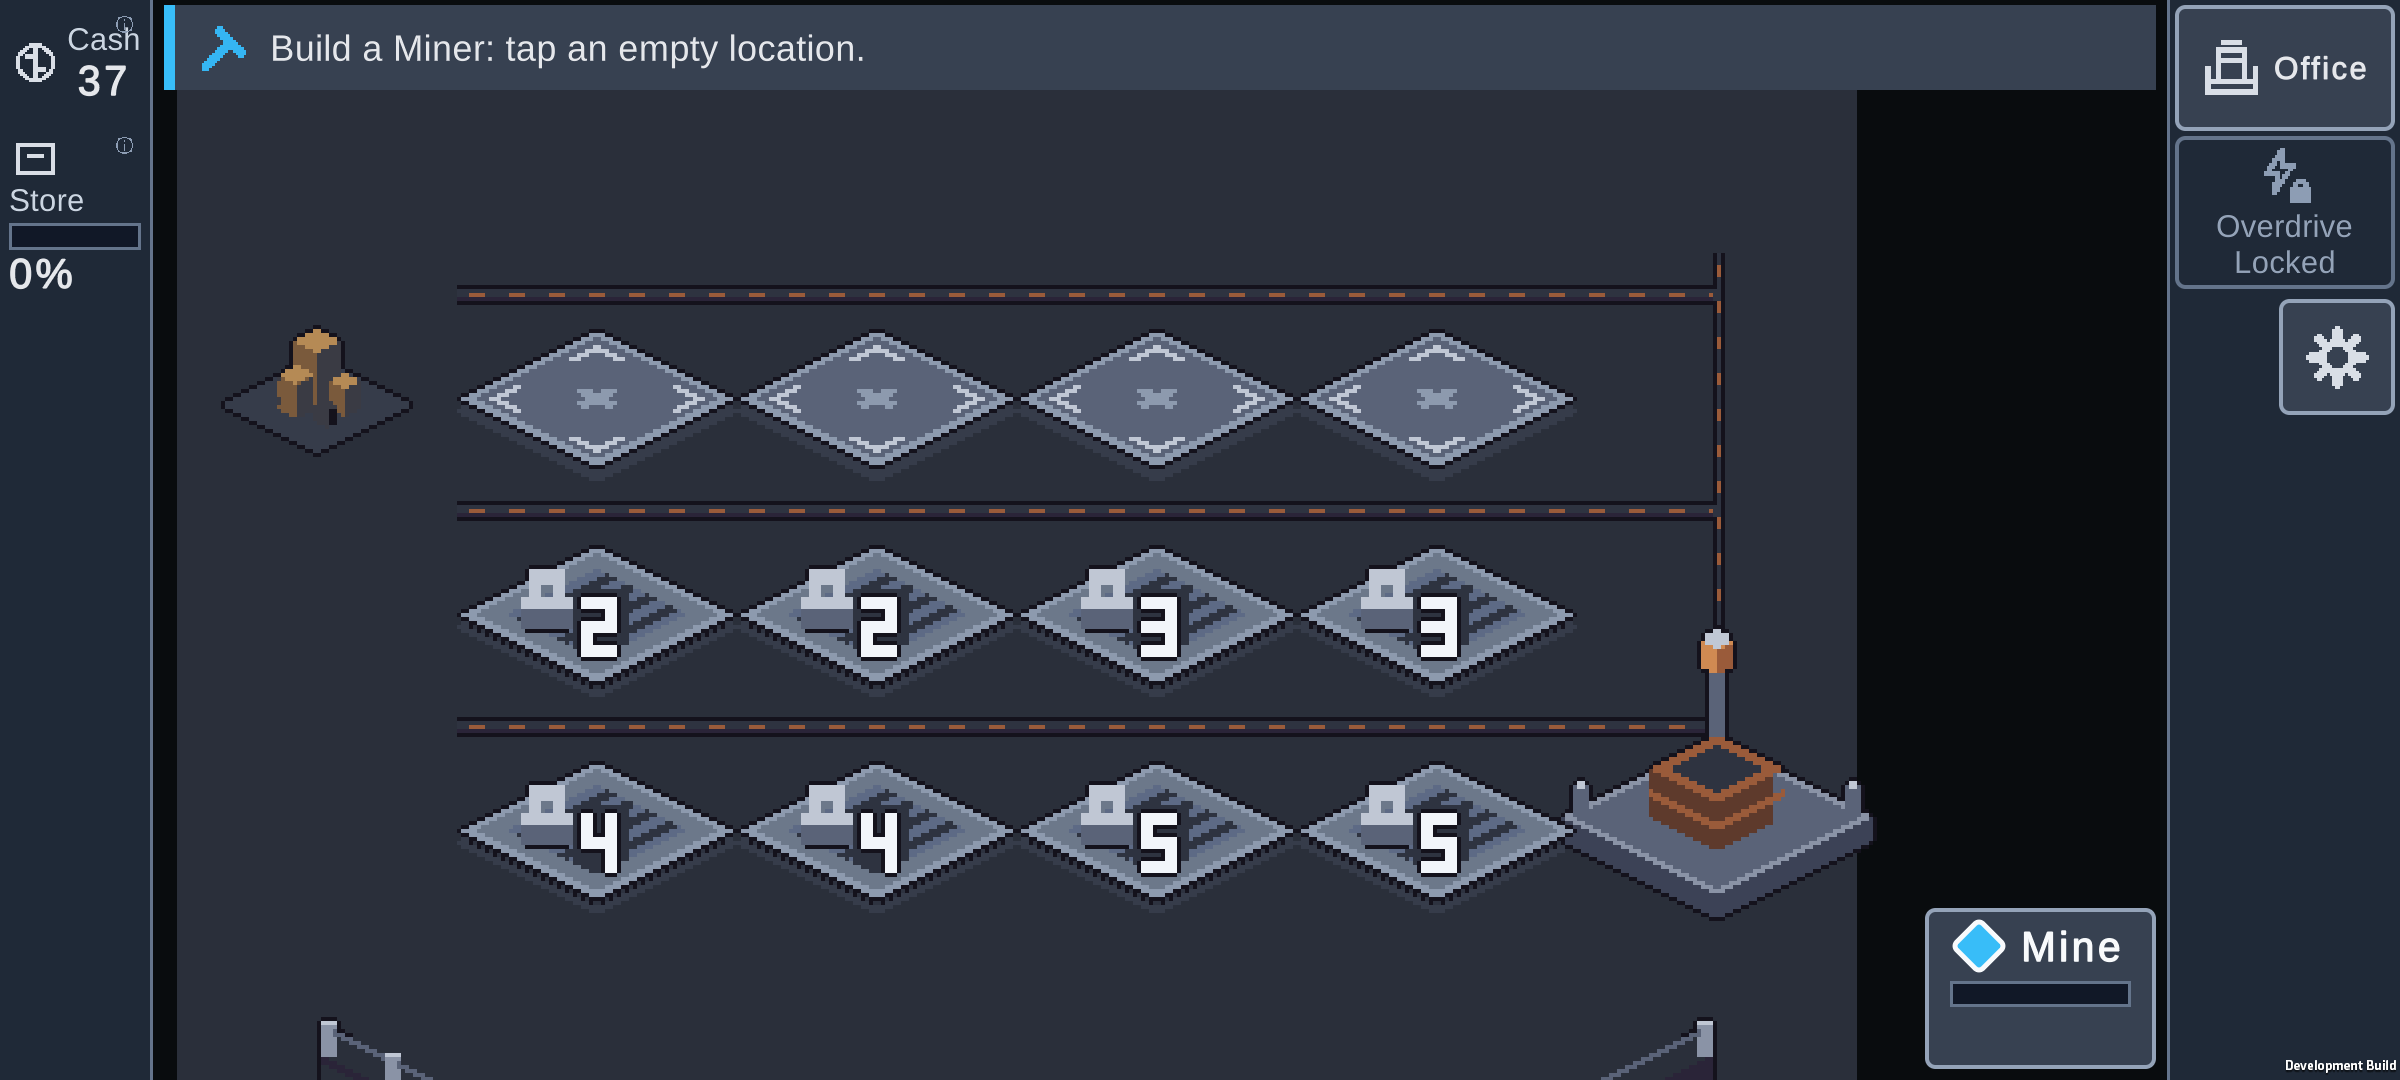 Cash
37
Store
0%
Build a Miner: tap an empty location.
Office
Overdrive
Locked
2 2 3 3
4 4 5 5
Mine
Development Build